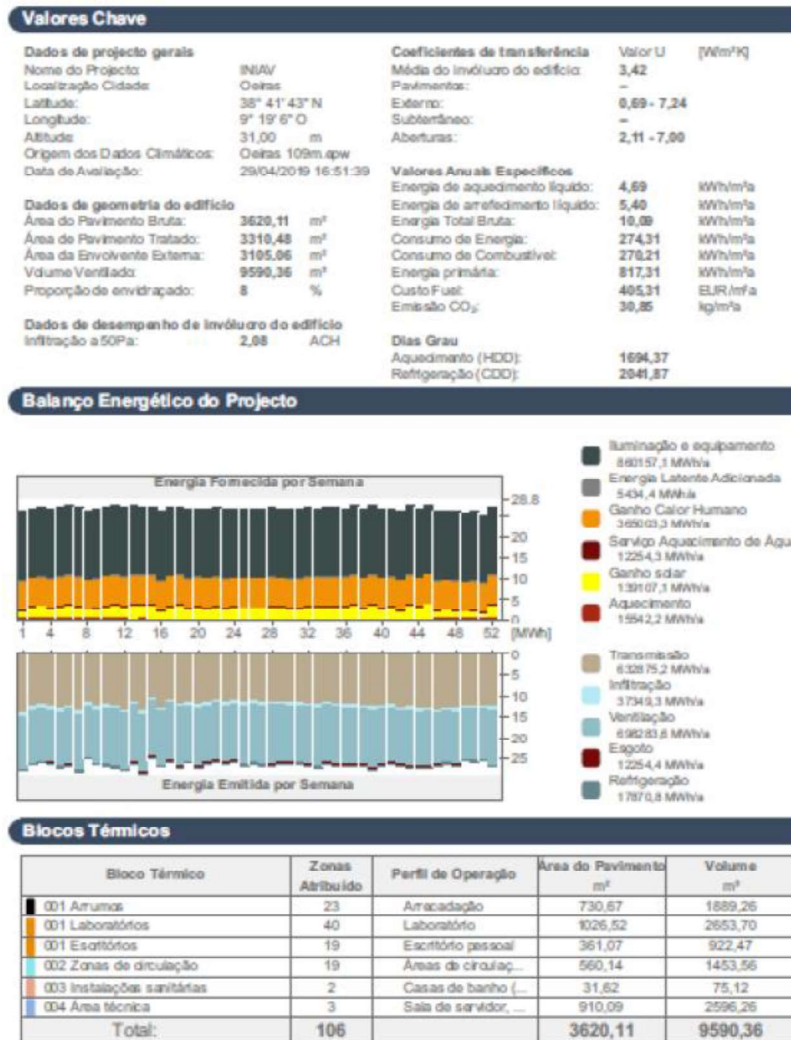 Valores Chave
Dados de projecto gerais
Nome do Projecto: INIAV
Localização Cidade: Oeiras
Latitude: 38° 41' 43" N
Longitude: 9° 19' 6" O
Altitude: 31,00 m
Origem dos Dados Climáticos: Oeiras 109m.epw
Data de Avaliação: 29/04/2019 16:51:39
Dados de geometria do edifício
Área do Pavimento Bruta: 3620,11 m²
Área de Pavimento Tratado: 3310,48 m²
Área da Envolvente Externa: 3105,06 m²
Volume Ventilado: 9590,36 m³
Proporção de envidraçado: 8 %
Dados de desempenho de invólucro do edifício
Infiltração a 50Pa: 2,08 ACH
Coeficientes de transferência Valor U [W/m²K]
Média do invólucro do edifício: 3,42
Pavimentos: --
Externo: 0,69 - 7,24
Subterrâneo: --
Aberturas: 2,11 - 7,00
Valores Anuais Específicos
Energia de aquecimento líquido: 4,69 kWh/m²a
Energia de arrefecimento líquido: 5,40 kWh/m²a
Energia Total Bruta: 10,09 kWh/m²a
Consumo de Energia: 274,31 kWh/m²a
Consumo de Combustível: 270,21 kWh/m²a
Energia primária: 817,31 kWh/m²a
Custo Fuel: 405,31 EUR/m²a
Emissão CO₂: 30,85 kg/m²a
Dias Grau
Aquecimento (HDD): 1694,37
Refrigeração (CDD): 2041,87
Balanço Energético do Projecto
Energia Fornecida por Semana
28.8
20
15
10
5
0
1 4 8 12 16 20 24 28 32 36 40 44 48 52 [MWh]
0
5
10
15
20
25
Energia Emitida por Semana
Iluminação e equipamento
860157,1 MWh/a
Energia Latente Adicionada
5434,4 MWh/a
Ganho Calor Humano
365003,3 MWh/a
Serviço Aquecimento de Águ
12254,3 MWh/a
Ganho solar
139107,1 MWh/a
Aquecimento
15542,2 MWh/a
Transmissão
632875,2 MWh/a
Infiltração
37349,3 MWh/a
Ventilação
698283,6 MWh/a
Esgoto
12254,4 MWh/a
Refrigeração
17870,8 MWh/a
Blocos Térmicos
Bloco Térmico Zonas Atribuído Perfil de Operação Área do Pavimento m² Volume m³
001 Arrumos 23 Arrecadação 730,67 1889,26
001 Laboratórios 40 Laboratório 1026,52 2653,70
001 Escritórios 19 Escritório pessoal 361,07 922,47
002 Zonas de circulação 19 Áreas de circulaç... 560,14 1453,56
003 Instalações sanitárias 2 Casas de banho (... 31,62 75,12
004 Área técnica 3 Sala de servidor, ... 910,09 2596,26
Total: 106 3620,11 9590,36